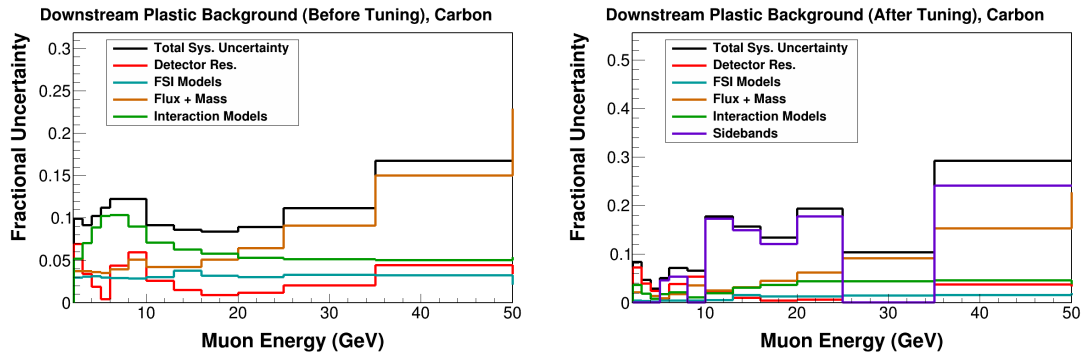 Downstream Plastic Background (Before Tuning), Carbon
Fractional Uncertainty
0.3
0.25
0.2
0.15
0.1
0.05
0
Total Sys. Uncertainty
Detector Res.
FSI Models
Flux + Mass
Interaction Models
10 20 30 40 50
Muon Energy (GeV)
Downstream Plastic Background (After Tuning), Carbon
Fractional Uncertainty
0.5
0.4
0.3
0.2
0.1
0
Total Sys. Uncertainty
Detector Res.
FSI Models
Flux + Mass
Interaction Models
Sidebands
10 20 30 40 50
Muon Energy (GeV)